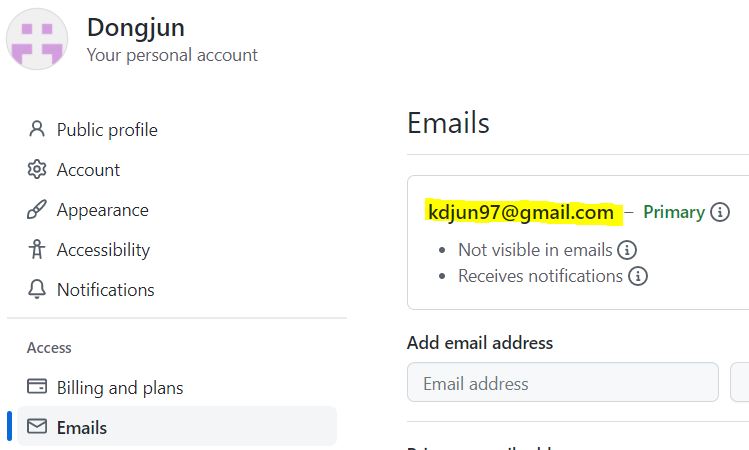 Dongjun
Your personal account
Public profile
Account
Appearance
Accessibility
Notifications
Access
Billing and plans
Emails
Emails
kdjun97@gmail.com – Primary
Not visible in emails
Receives notifications
Add email address
Email address